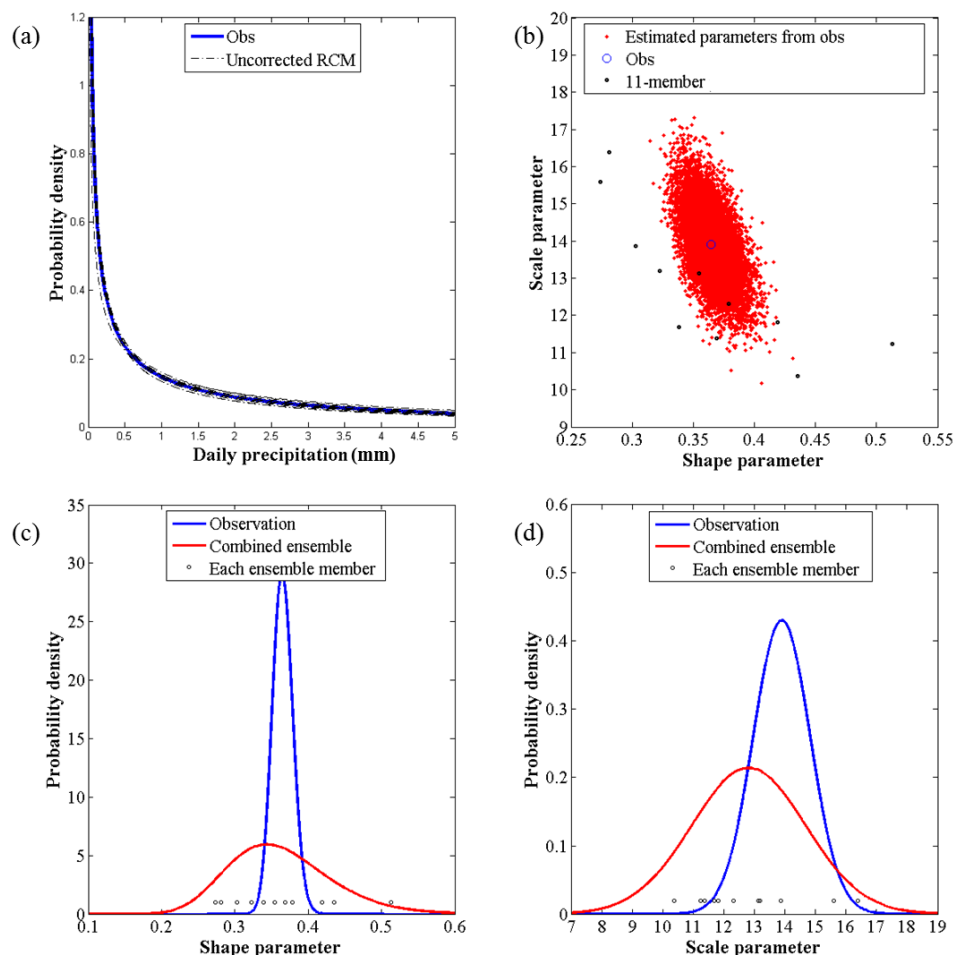 (a)
Obs
Uncorrected RCM
1.2
1
0.8
0.6
0.4
0.2
0
Probability density
0 0.5 1 1.5 2 2.5 3 3.5 4 4.5 5
Daily precipitation (mm)
(b)
Estimated parameters from obs
Obs
11-member
20
19
18
17
16
15
14
13
12
11
10
9
Scale parameter
0.25 0.3 0.35 0.4 0.45 0.5 0.55
Shape parameter
(c)
Observation
Combined ensemble
Each ensemble member
35
30
25
20
15
10
5
0
Probability density
0.1 0.2 0.3 0.4 0.5 0.6
Shape parameter
(d)
Observation
Combined ensemble
Each ensemble member
0.6
0.5
0.4
0.3
0.2
0.1
0
Probability density
7 8 9 10 11 12 13 14 15 16 17 18 19
Scale parameter